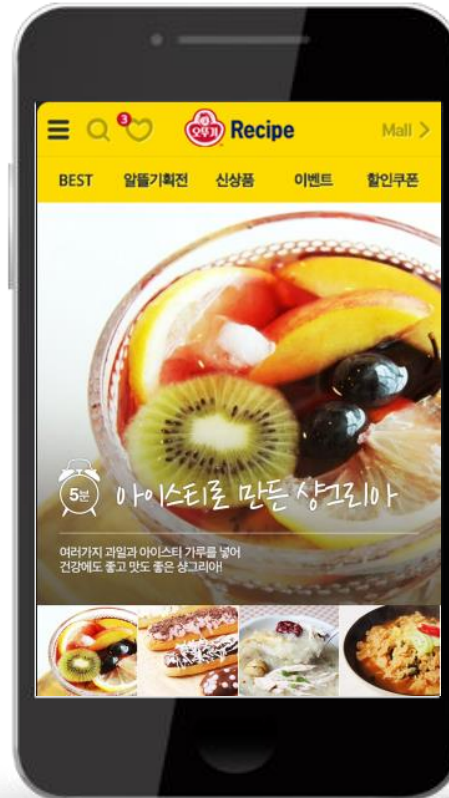 3
오뚜기 Recipe
Mall >
BEST 알뜰기획전 신상품 이벤트 할인쿠폰
5분 아이스티로 만든 샹그리아
여러가지 과일과 아이스티 가루를 넣어
건강에도 좋고 맛도 좋은 샹그리아!